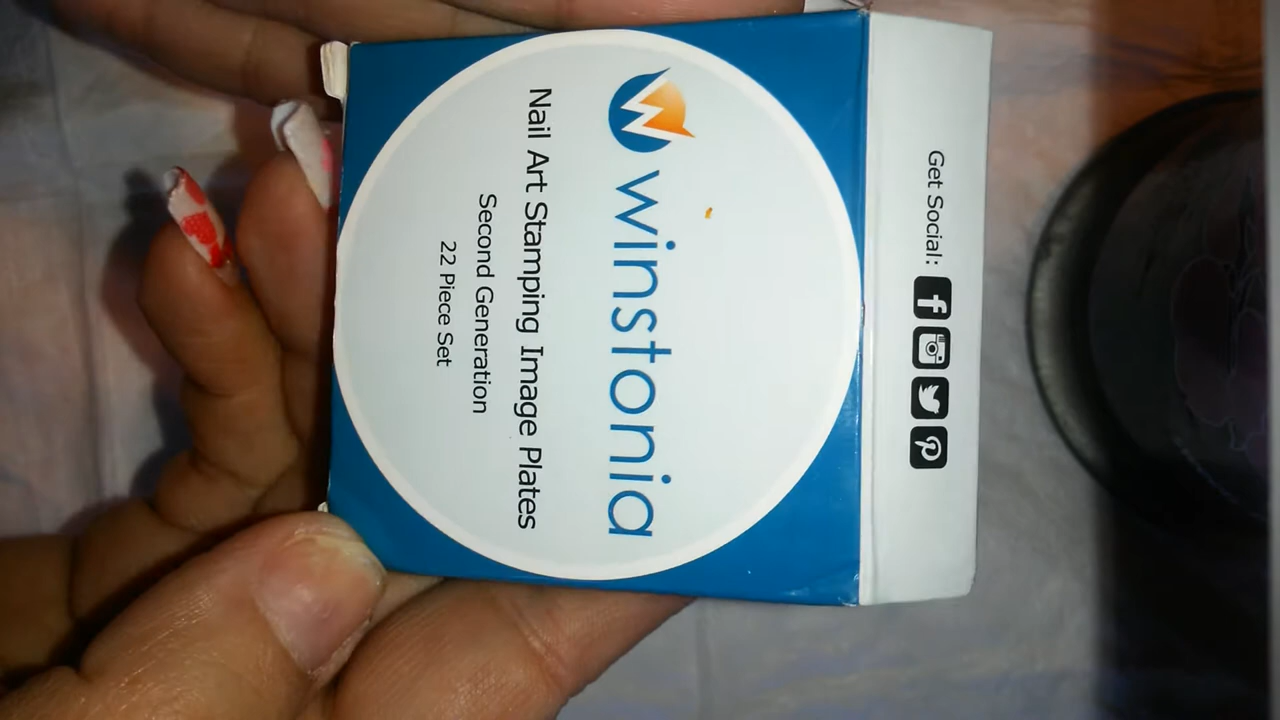 winstonia
Nail Art Stamping Image Plates
Second Generation
22 Piece Set
Get Social: